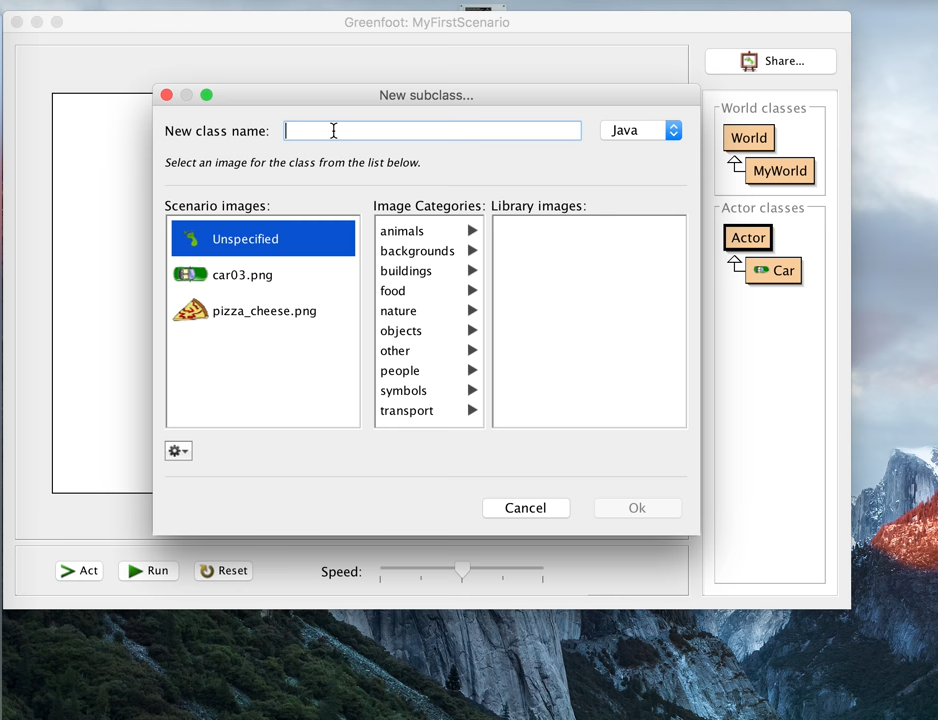 Greenfoot: MyFirstScenario
Share...
World classes
World
MyWorld
Actor classes
Actor
Car
New subclass...
New class name:
Java
Select an image for the class from the list below.
Scenario images:
Unspecified
car03.png
pizza_cheese.png
Image Categories:
animals
backgrounds
buildings
food
nature
objects
other
people
symbols
transport
Library images:
Cancel
Ok
Act
Run
Reset
Speed: